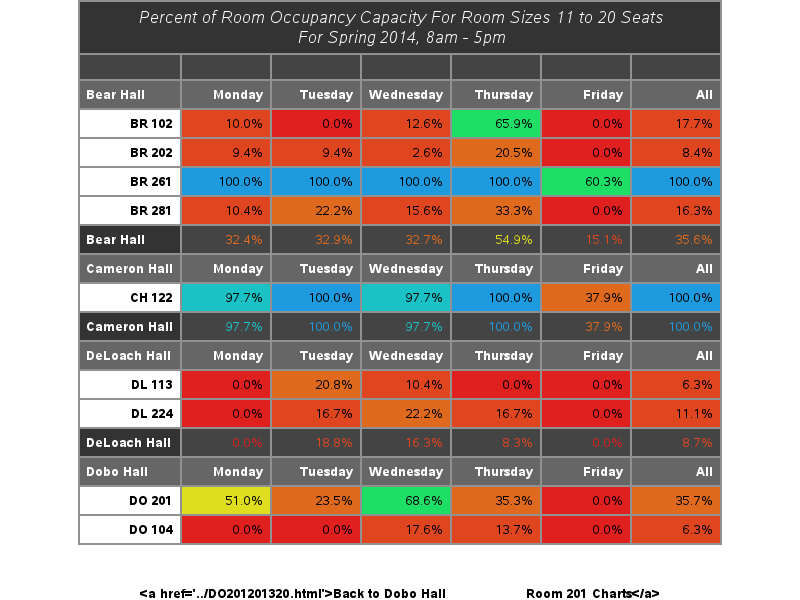 Percent of Room Occupancy Capacity For Room Sizes 11 to 20 Seats
For Spring 2014, 8am - 5pm
Bear Hall Monday Tuesday Wednesday Thursday Friday All
BR 102 10.0% 0.0% 12.6% 65.9% 0.0% 17.7%
BR 202 9.4% 9.4% 2.6% 20.5% 0.0% 8.4%
BR 261 100.0% 100.0% 100.0% 100.0% 60.3% 100.0%
BR 281 10.4% 22.2% 15.6% 33.3% 0.0% 16.3%
Bear Hall 32.4% 32.9% 32.7% 54.9% 15.1% 35.6%
Cameron Hall Monday Tuesday Wednesday Thursday Friday All
CH 122 97.7% 100.0% 97.7% 100.0% 37.9% 100.0%
Cameron Hall 97.7% 100.0% 97.7% 100.0% 37.9% 100.0%
DeLoach Hall Monday Tuesday Wednesday Thursday Friday All
DL 113 0.0% 20.8% 10.4% 0.0% 0.0% 6.3%
DL 224 0.0% 16.7% 22.2% 16.7% 0.0% 11.1%
DeLoach Hall 0.0% 18.8% 16.3% 8.3% 0.0% 8.7%
Dobo Hall Monday Tuesday Wednesday Thursday Friday All
DO 201 51.0% 23.5% 68.6% 35.3% 0.0% 35.7%
DO 104 0.0% 0.0% 17.6% 13.7% 0.0% 6.3%
<a href='../DO201201320.html'>Back to Dobo Hall Room 201 Charts</a>